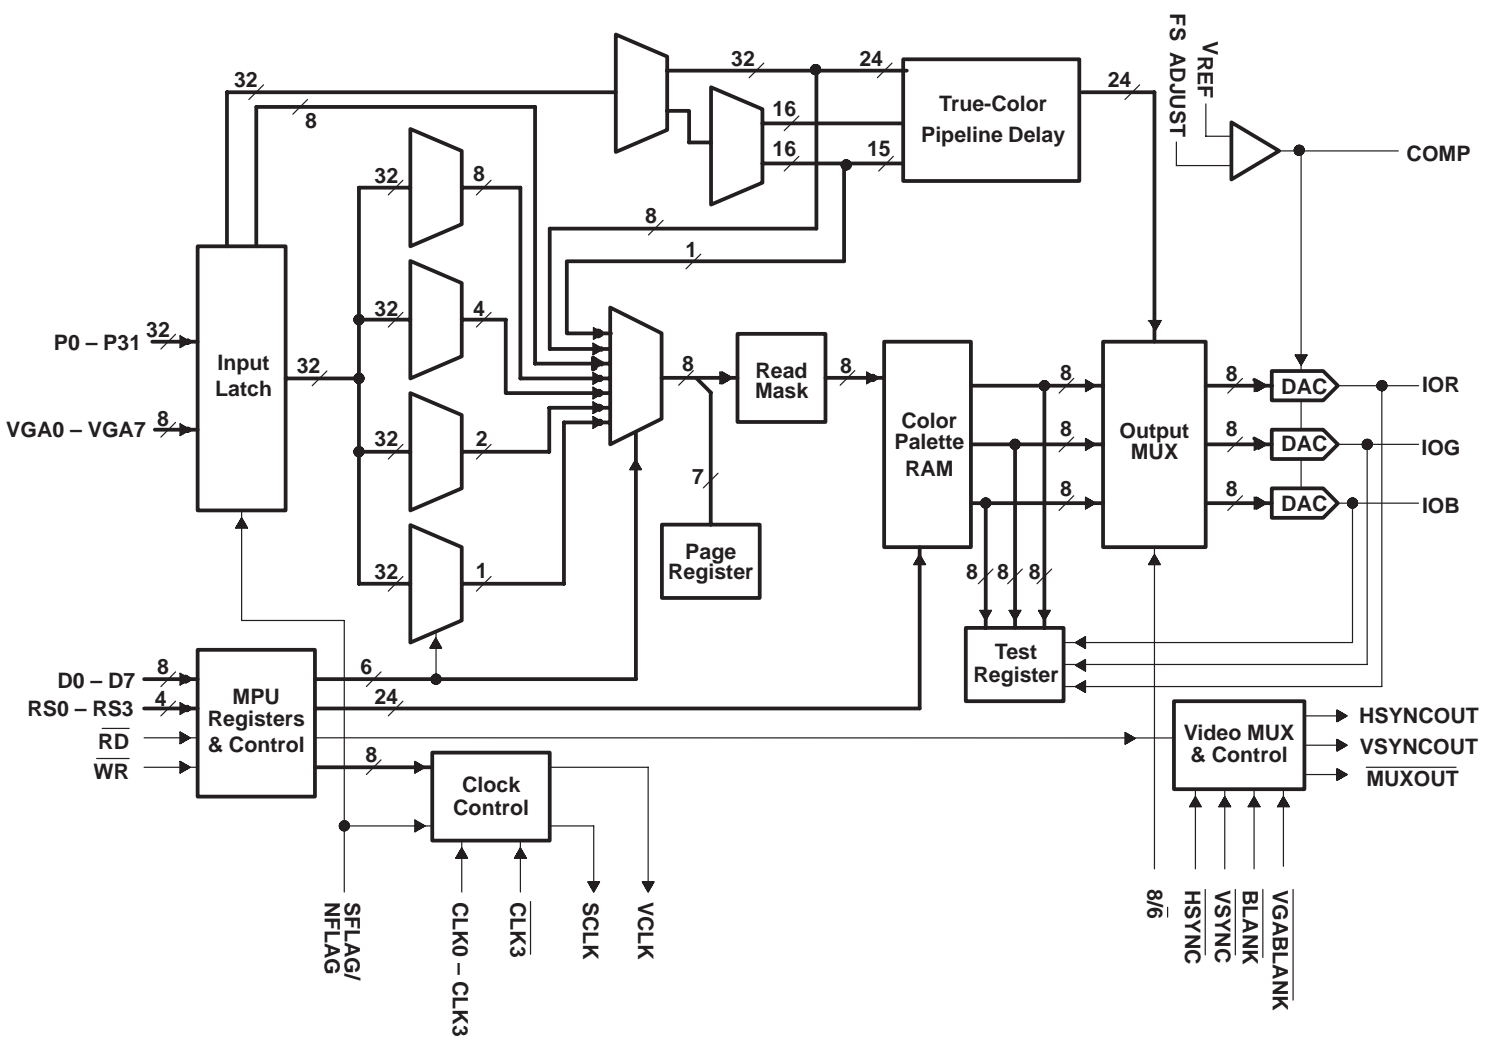 FS ADJUST
VREF
32
24
24
True-Color
Pipeline Delay
32
8
16
16
15
COMP
32
8
8
1
32
4
P0 – P31
32
Input
Latch
32
8
Read
Mask
8
Color
Palette
RAM
8
8
8
Output
MUX
8
8
8
DAC
DAC
DAC
IOR
IOG
IOB
VGA0 – VGA7
8
32
2
7
Page
Register
32
1
8
8
8
Test
Register
D0 – D7
8
RS0 – RS3
4
RD
WR
MPU
Registers
& Control
6
24
8
Clock
Control
Video MUX
& Control
HSYNCOUT
VSYNCOUT
MUXOUT
SFLAG/
NFLAG
CLK0 – CLK3
CLK3
SCLK
VCLK
8/6
HSYNC
VSYNC
BLANK
VGABLANK